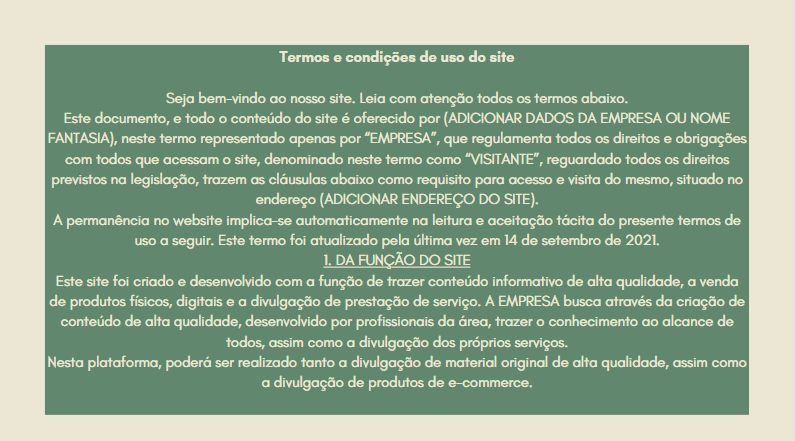 Termos e condições de uso do site
Seja bem-vindo ao nosso site. Leia com atenção todos os termos abaixo.
Este documento, e todo o conteúdo do site é oferecido por (ADICIONAR DADOS DA EMPRESA OU NOME
FANTASIA), neste termo representado apenas por “EMPRESA”, que regulamenta todos os direitos e obrigações
com todos que acessam o site, denominado neste termo como “VISITANTE”, reguardado todos os direitos
previstos na legislação, trazem as cláusulas abaixo como requisito para acesso e visita do mesmo, situado no
endereço (ADICIONAR ENDEREÇO DO SITE).
A permanência no website implica-se automaticamente na leitura e aceitação tácita do presente termos de
uso a seguir. Este termo foi atualizado pela última vez em 14 de setembro de 2021.
1. DA FUNÇÃO DO SITE
Este site foi criado e desenvolvido com a função de trazer conteúdo informativo de alta qualidade, a venda
de produtos físicos, digitais e a divulgação de prestação de serviço. A EMPRESA busca através da criação de
conteúdo de alta qualidade, desenvolvido por profissionais da área, trazer o conhecimento ao alcance de
todos, assim como a divulgação dos próprios serviços.
Nesta plataforma, poderá ser realizado tanto a divulgação de material original de alta qualidade, assim como
a divulgação de produtos de e-commerce.